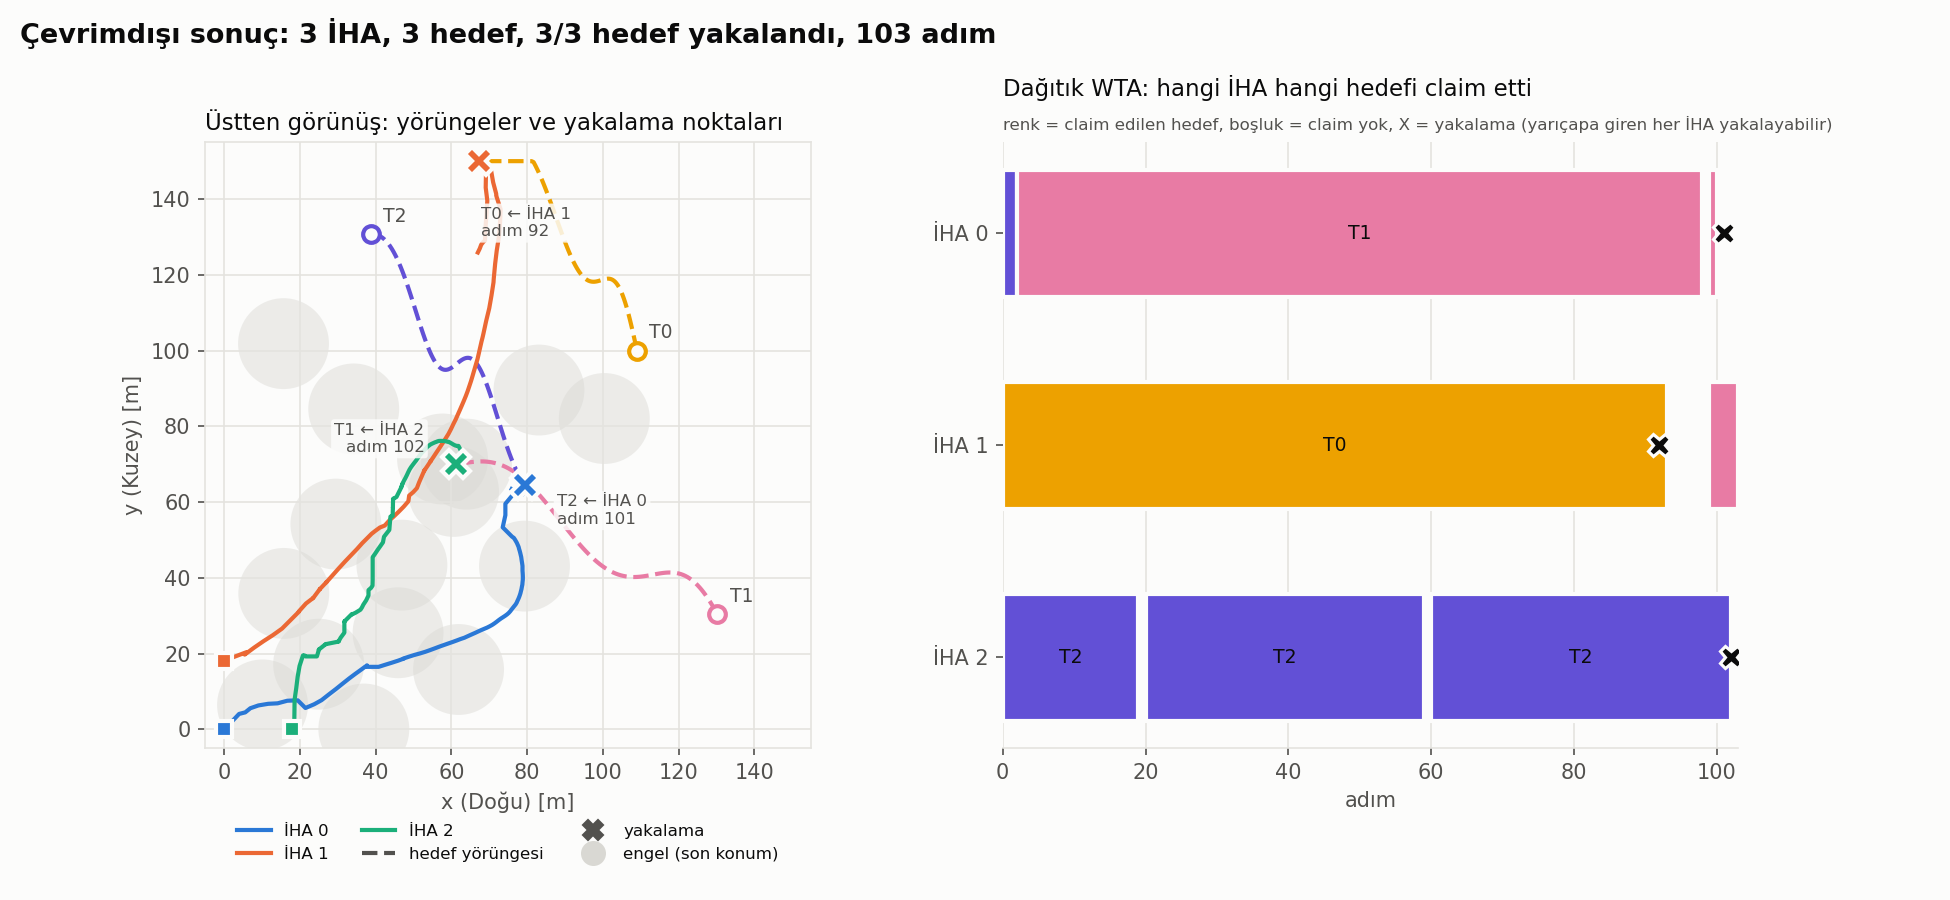 Çevrimdışı sonuç: 3 İHA, 3 hedef, 3/3 hedef yakalandı, 103 adım
Üstten görünüş: yörüngeler ve yakalama noktaları
y (Kuzey) [m]
140
120
100
80
60
40
20
0
T2
T0 ← İHA 1
adım 92
T0
T1 ← İHA 2
adım 102
T2 ← İHA 0
adım 101
T1
0 20 40 60 80 100 120 140
x (Doğu) [m]
İHA 0 İHA 2 yakalama
İHA 1 hedef yörüngesi engel (son konum)
Dağıtık WTA: hangi İHA hangi hedefi claim etti
renk = claim edilen hedef, boşluk = claim yok, X = yakalama (yarıçapa giren her İHA yakalayabilir)
İHA 0 T1
İHA 1 T0
İHA 2 T2 T2 T2
0 20 40 60 80 100
adım